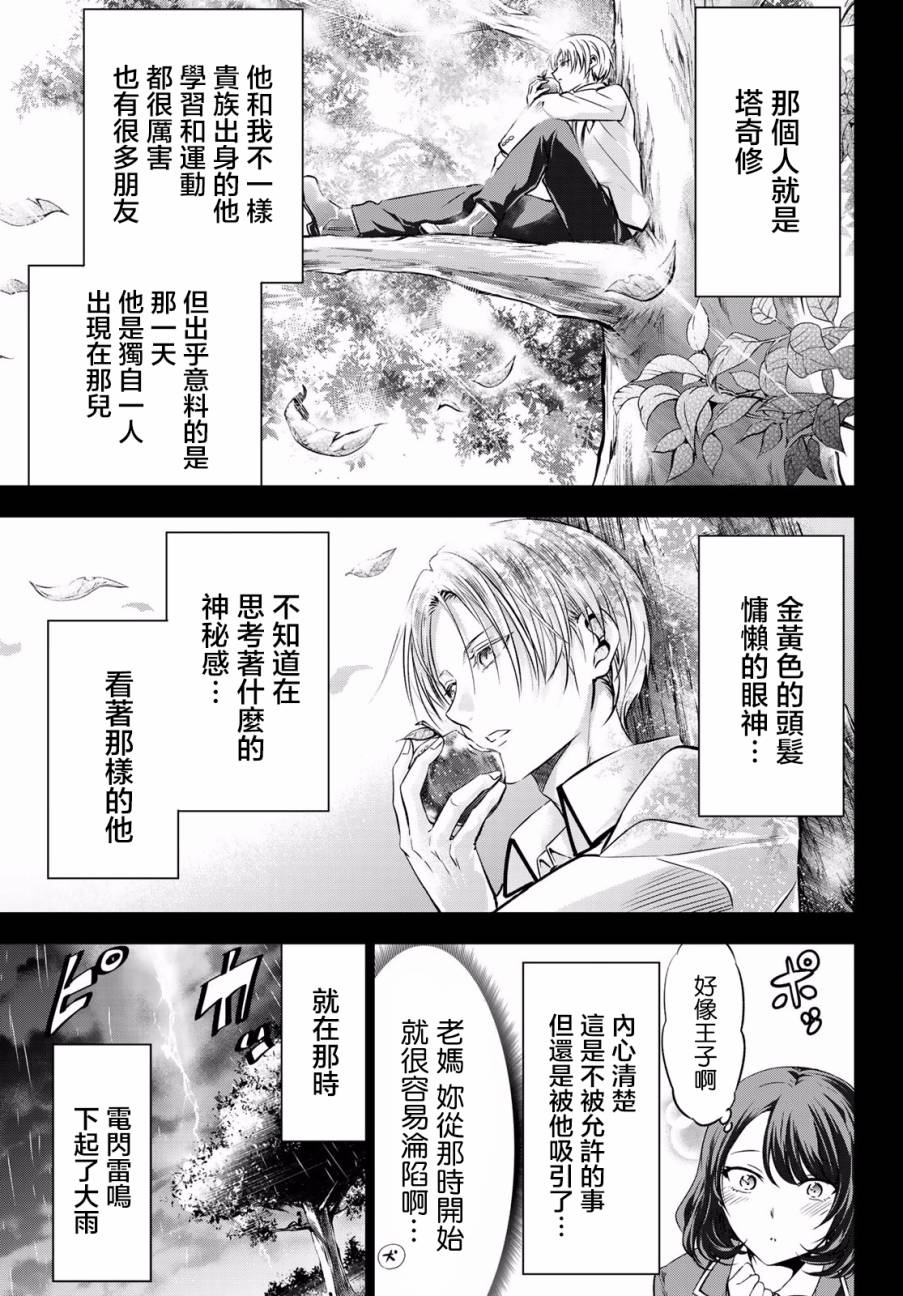 那個人就是
塔奇修
他和我不一樣
貴族出身的他
學習和運動
都很厲害
也有很多朋友
但出乎意料的是
那一天
他是獨自一人
出現在那兒
金黃色的頭髮
慵懶的眼神…
不知道在
思考著什麼的
神秘感…
看著那樣的他
ポ
好像王子啊
內心清楚
這是不被允許的事
但還是被他吸引了…
老媽 妳從那時開始
就很容易淪陷啊…
犬
就在那時
ピカッ
ピ
電閃雷鳴
下起了大雨